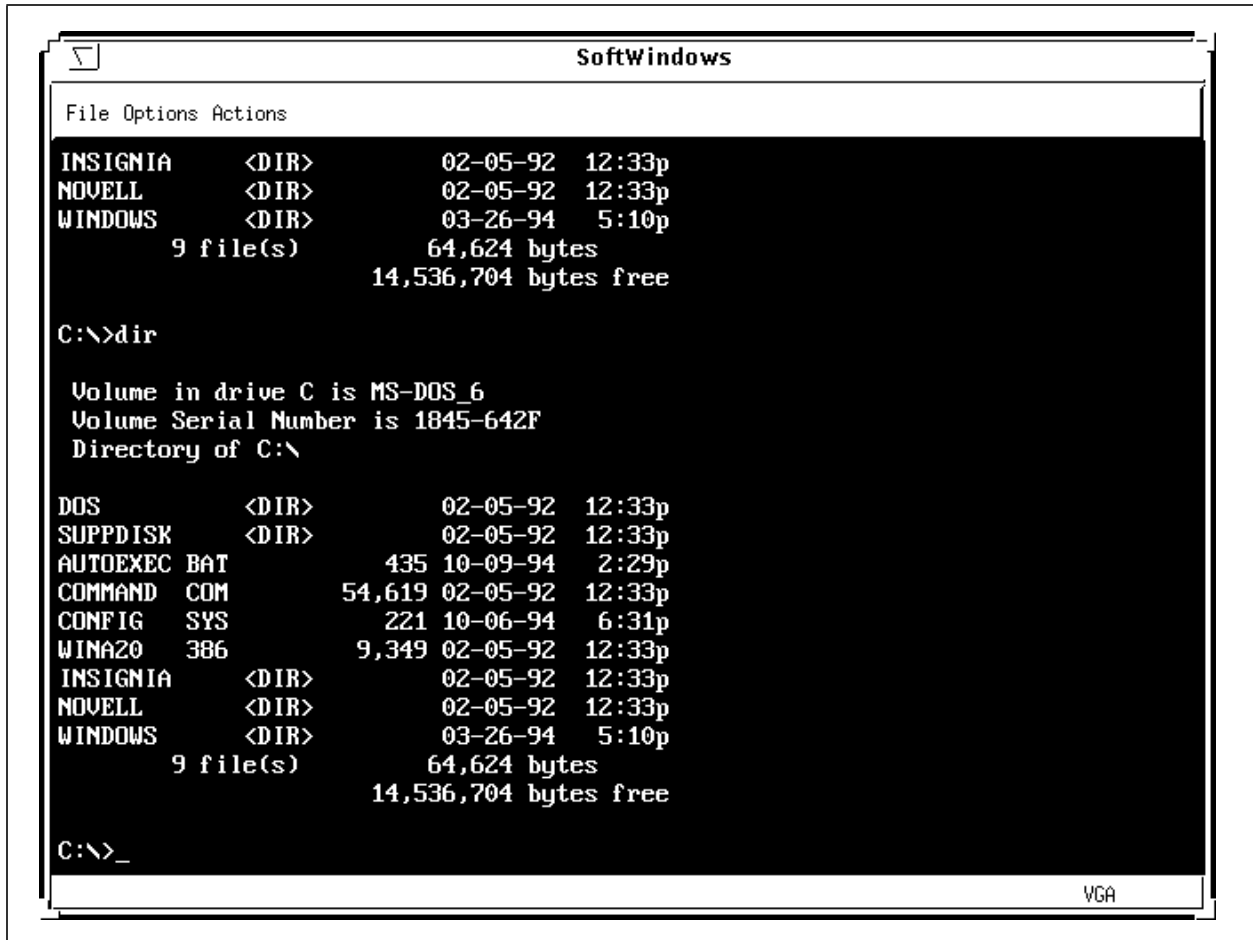 SoftWindows
File Options Actions
INSIGNIA     <DIR>         02-05-92  12:33p
NOVELL       <DIR>         02-05-92  12:33p
WINDOWS      <DIR>         03-26-94   5:10p
        9 file(s)         64,624 bytes
                      14,536,704 bytes free
C:\>dir
 Volume in drive C is MS-DOS_6
 Volume Serial Number is 1845-642F
 Directory of C:\
DOS          <DIR>         02-05-92  12:33p
SUPPDISK     <DIR>         02-05-92  12:33p
AUTOEXEC BAT           435 10-09-94   2:29p
COMMAND  COM        54,619 02-05-92  12:33p
CONFIG   SYS           221 10-06-94   6:31p
WINA20   386         9,349 02-05-92  12:33p
INSIGNIA     <DIR>         02-05-92  12:33p
NOVELL       <DIR>         02-05-92  12:33p
WINDOWS      <DIR>         03-26-94   5:10p
        9 file(s)         64,624 bytes
                      14,536,704 bytes free
C:\>_
VGA